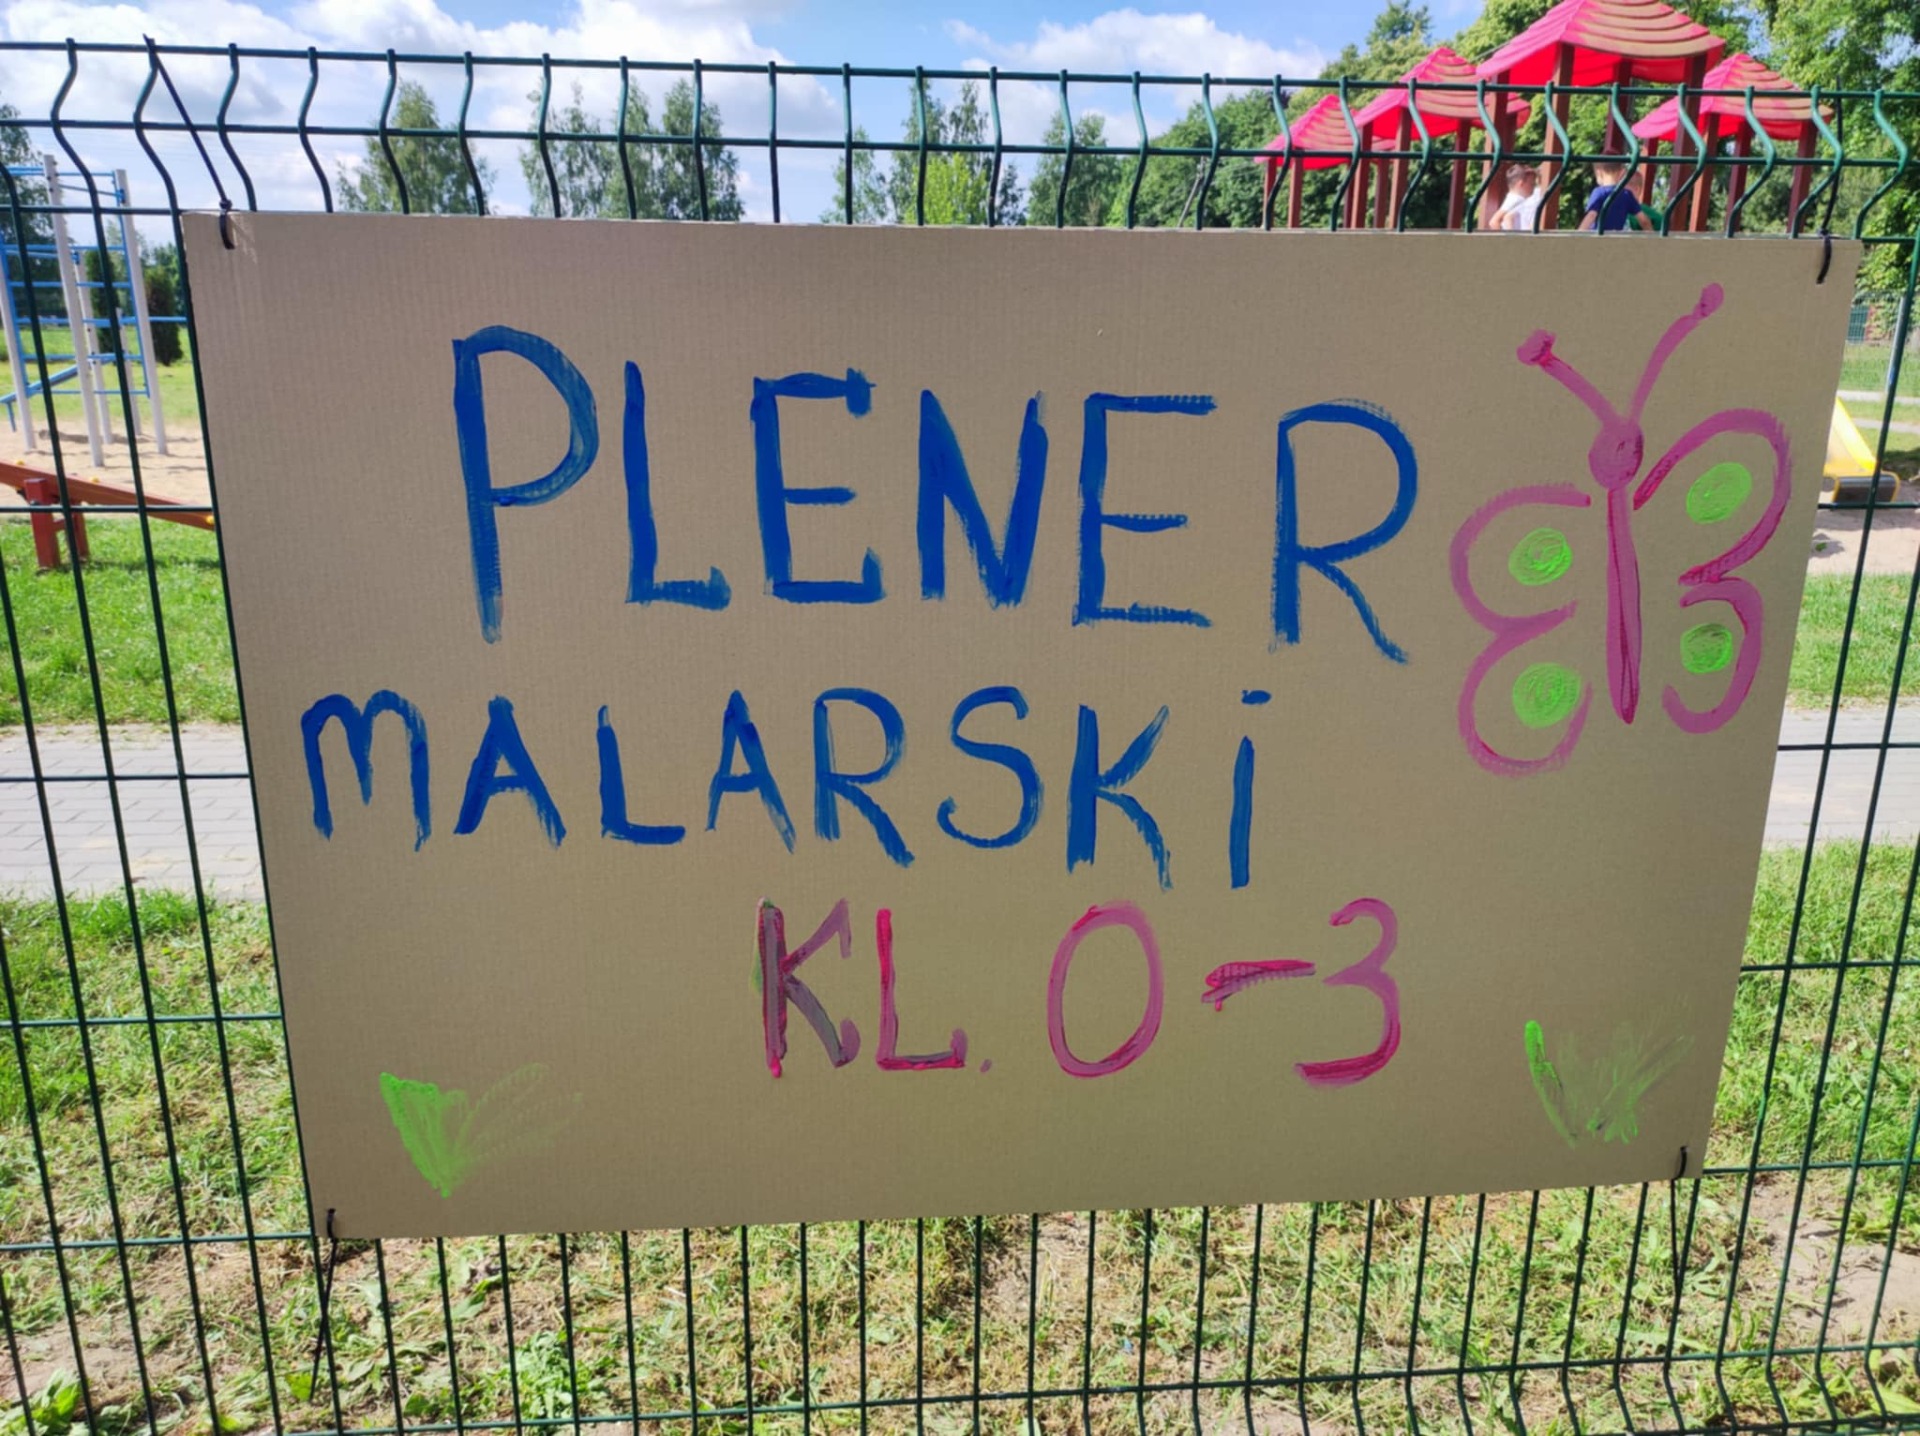 PLENER
MALARSKi
KL. 0-3